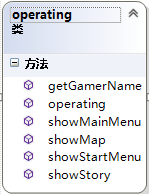 operating
类
方法
getGamerName
operating
showMainMenu
showMap
showStartMenu
showStory